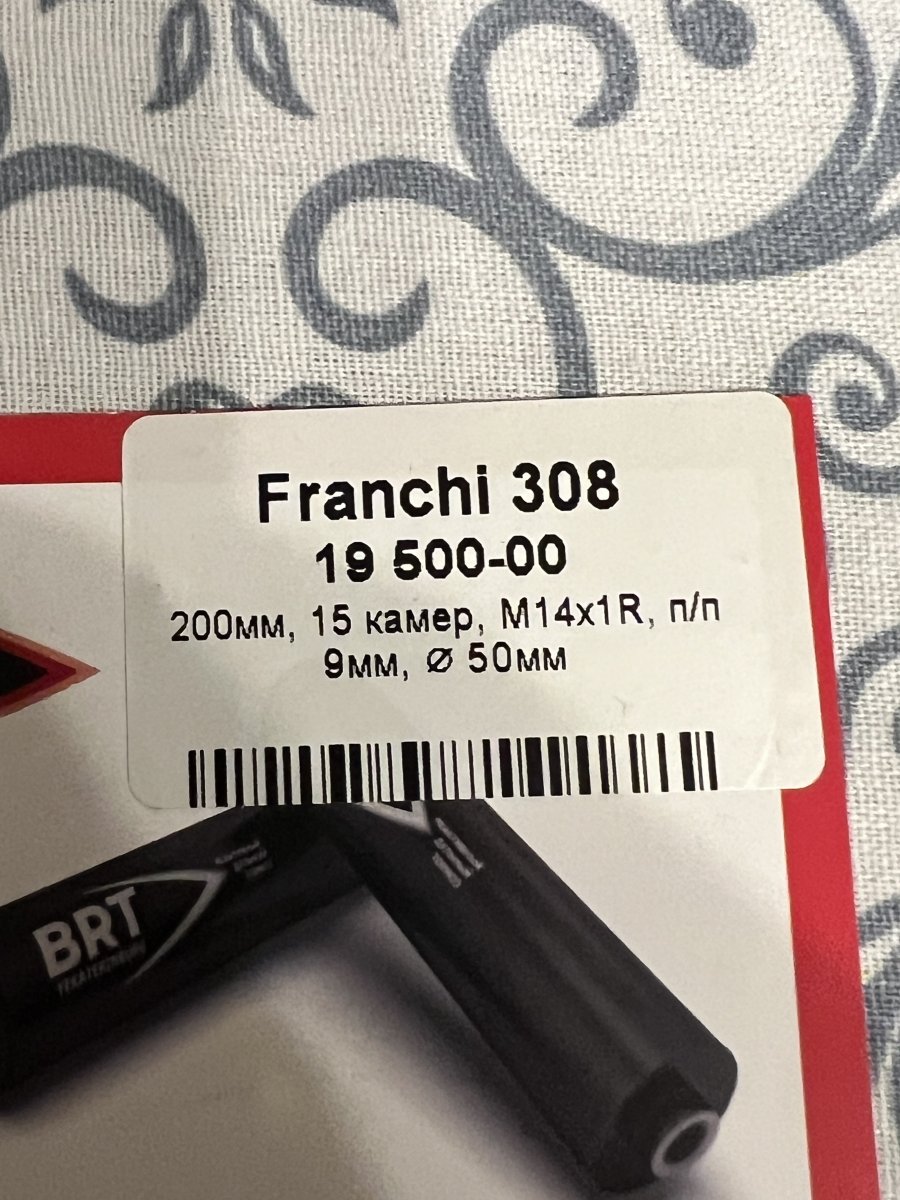 Franchi 308
19 500-00
200мм, 15 камер, M14x1R, п/п
9мм, Ø 50мм
BRT